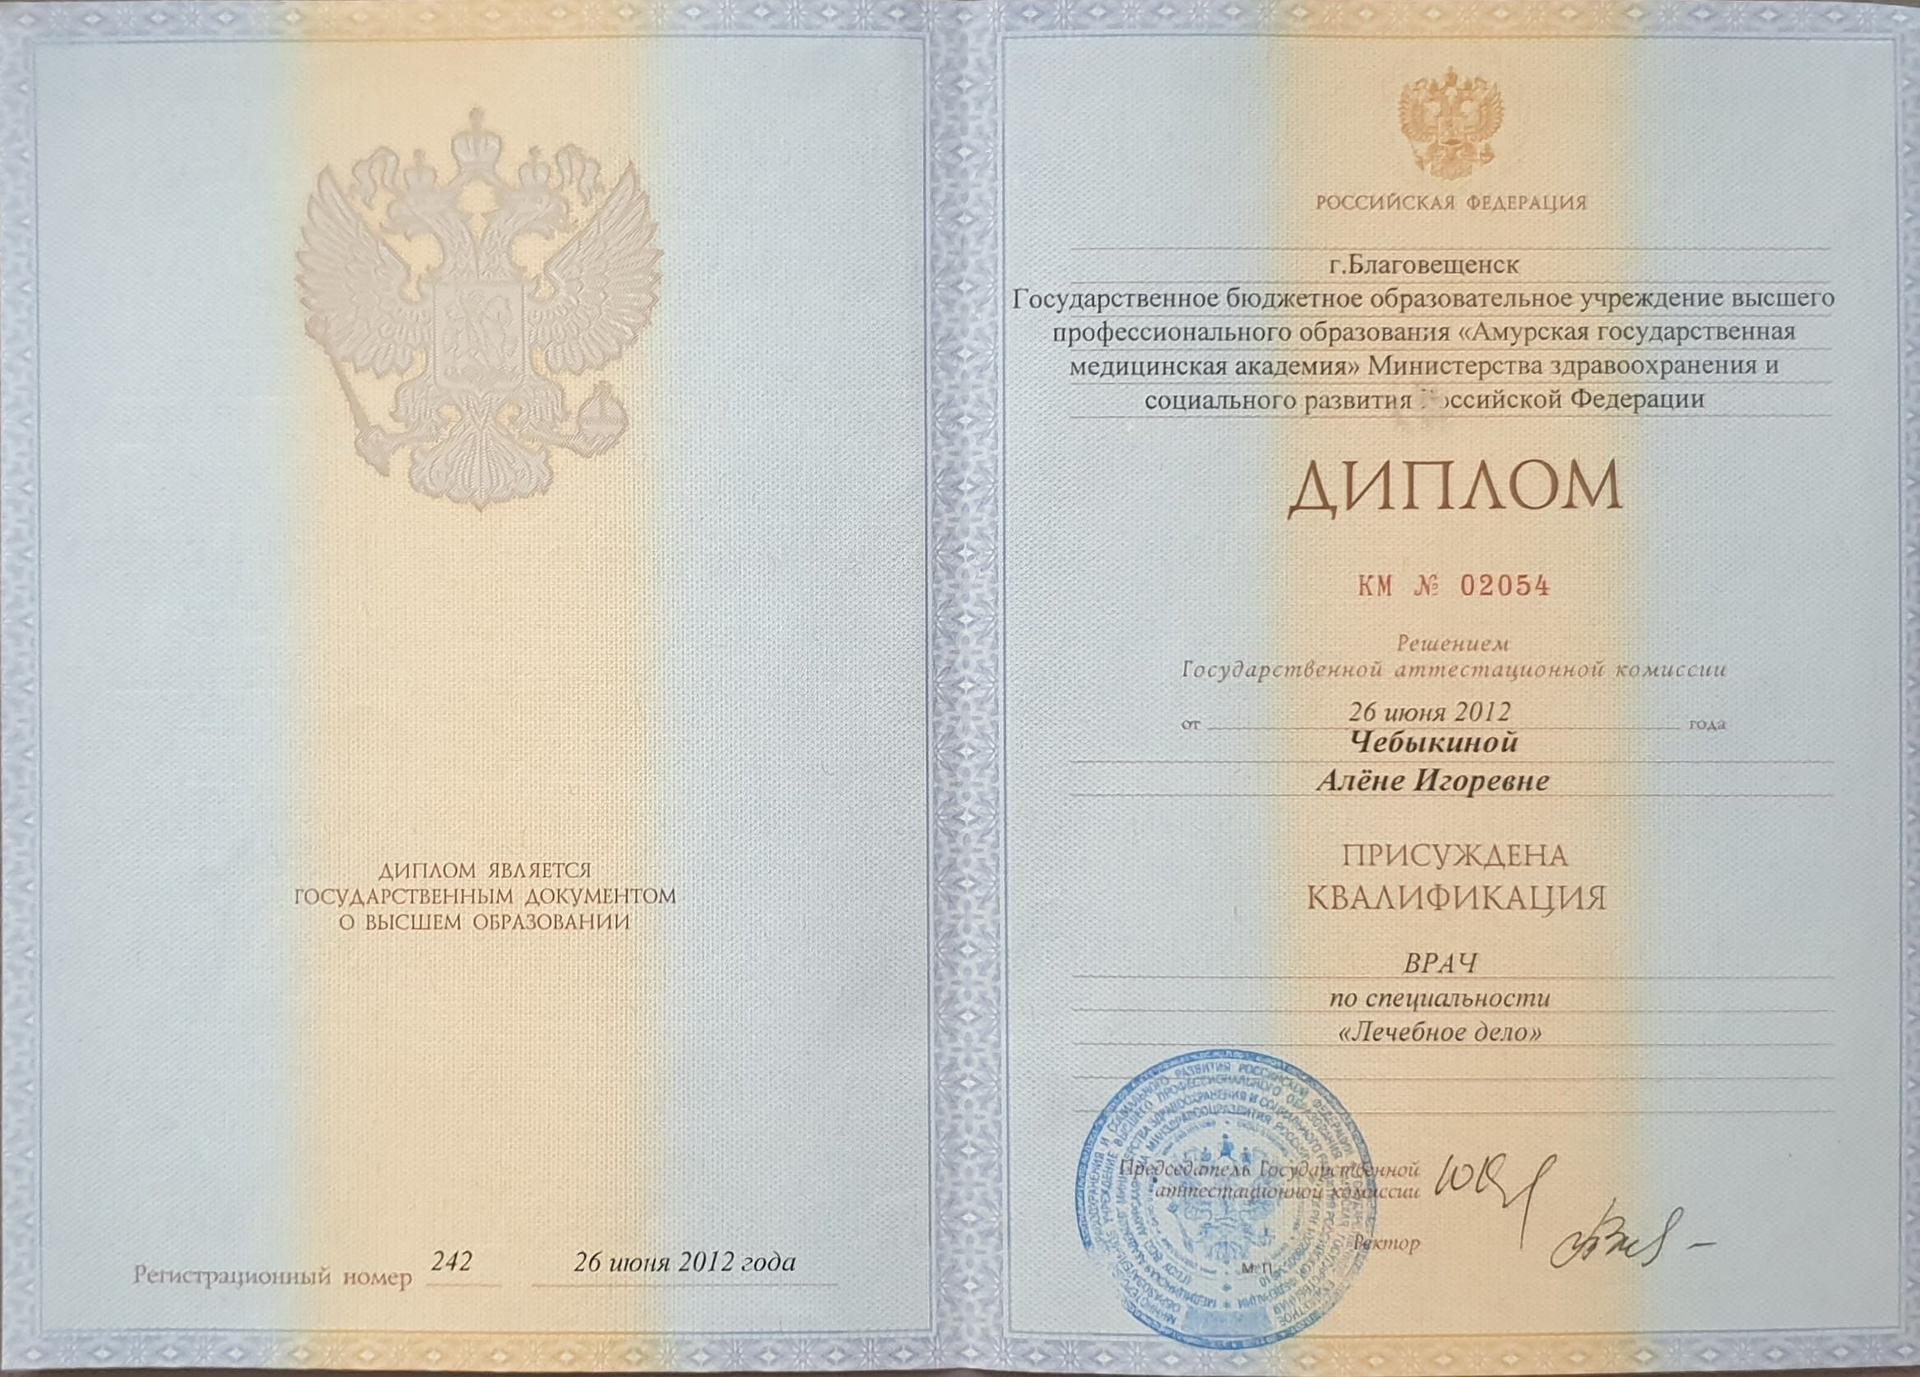 ДИПЛОМ ЯВЛЯЕТСЯ
ГОСУДАРСТВЕННЫМ ДОКУМЕНТОМ
О ВЫСШЕМ ОБРАЗОВАНИИ
Регистрационный номер 242 26 июня 2012 года
РОССИЙСКАЯ ФЕДЕРАЦИЯ
г.Благовещенск
Государственное бюджетное образовательное учреждение высшего
профессионального образования «Амурская государственная
медицинская академия» Министерства здравоохранения и
социального развития Российской Федерации
ДИПЛОМ
КМ № 02054
Решением
Государственной аттестационной комиссии
от 26 июня 2012 года
Чебыкиной
Алёне Игоревне
ПРИСУЖДЕНА
КВАЛИФИКАЦИЯ
ВРАЧ
по специальности
«Лечебное дело»
Председатель Государственной
аттестационной комиссии
Ректор
М.П.